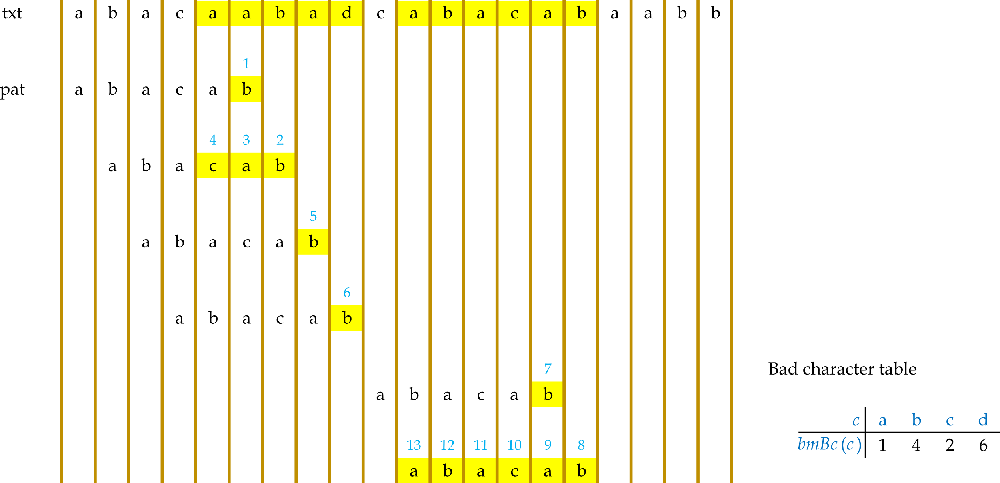 txt a b a c a a b a d c a b a c a b a a b b
1
pat a b a c a b
4 3 2
a b a c a b
5
a b a c a b
6
a b a c a b
7
a b a c a b
13 12 11 10 9 8
a b a c a b
Bad character table
c a b c d
bmBc(c) 1 4 2 6